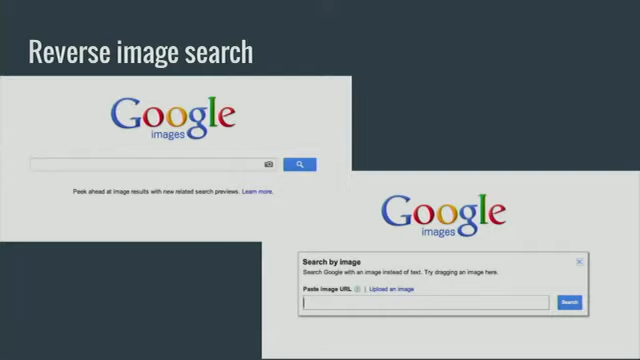 Reverse image search
Google
images
Peek ahead at image results with new related search previews. Learn more.
Google
images
Search by image
Search Google with an image instead of text. Try dragging an image here.
Paste image URL | Upload an image
Search